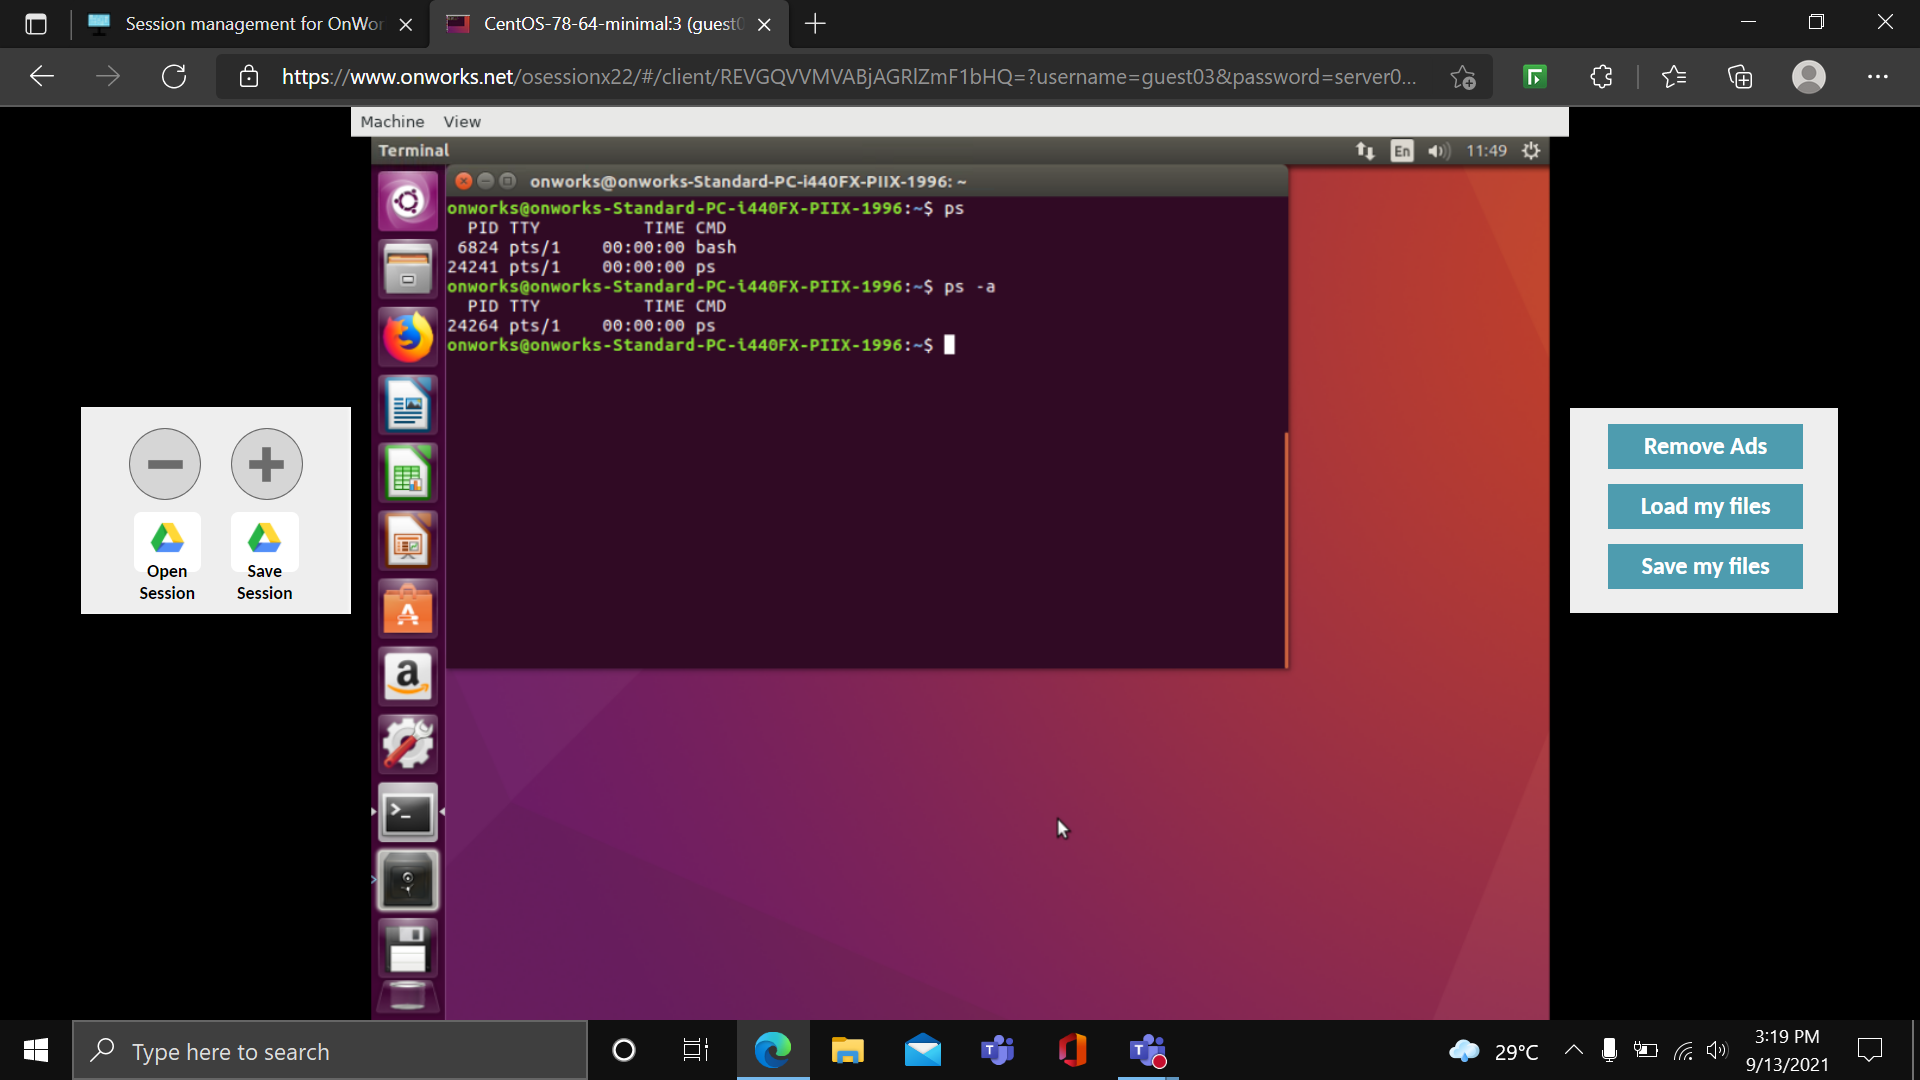 Session management for OnWor
CentOS-78-64-minimal:3 (guest0
https://www.onworks.net/osessionx22/#/client/REVGQVVMVABjAGRlZmF1bHQ=?username=guest03&password=server0...
Machine View
Terminal
En
11:49
onworks@onworks-Standard-PC-i440FX-PIIX-1996: ~
onworks@onworks-Standard-PC-i440FX-PIIX-1996:~$ ps
PID TTY TIME CMD
6824 pts/1 00:00:00 bash
24241 pts/1 00:00:00 ps
onworks@onworks-Standard-PC-i440FX-PIIX-1996:~$ ps -a
PID TTY TIME CMD
24264 pts/1 00:00:00 ps
onworks@onworks-Standard-PC-i440FX-PIIX-1996:~$
Open Session
Save Session
Remove Ads
Load my files
Save my files
Type here to search
29°C
3:19 PM
9/13/2021